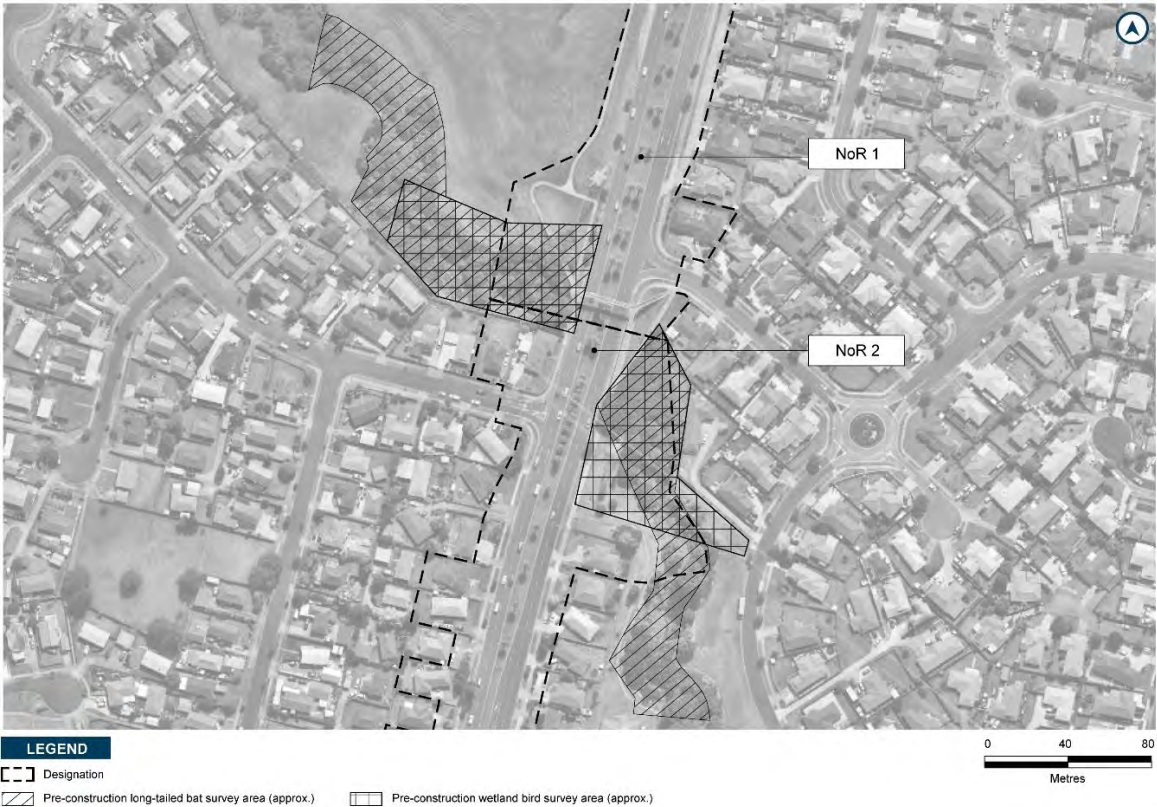 NoR 1
NoR 2
LEGEND
Designation
Pre-construction long-tailed bat survey area (approx.) Pre-construction wetland bird survey area (approx.)
0 40 80
Metres